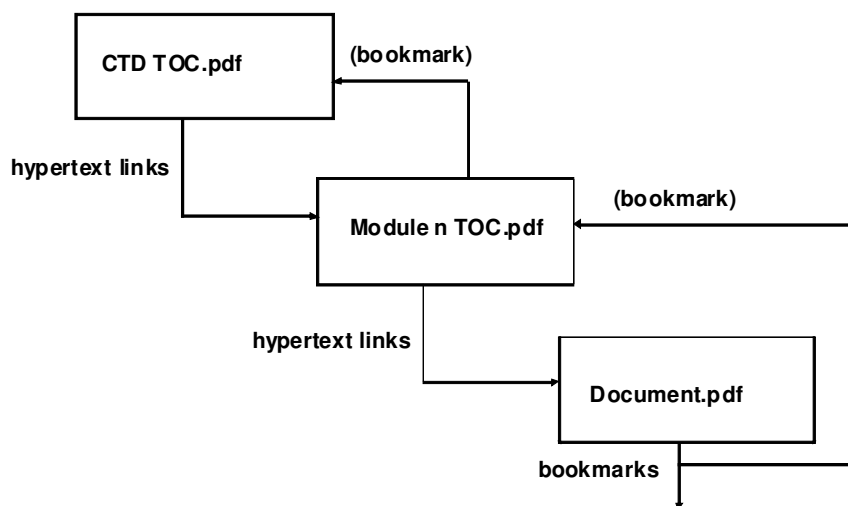 CTD TOC.pdf
(bookmark)
hypertext links
Module n TOC.pdf
(bookmark)
hypertext links
Document.pdf
bookmarks